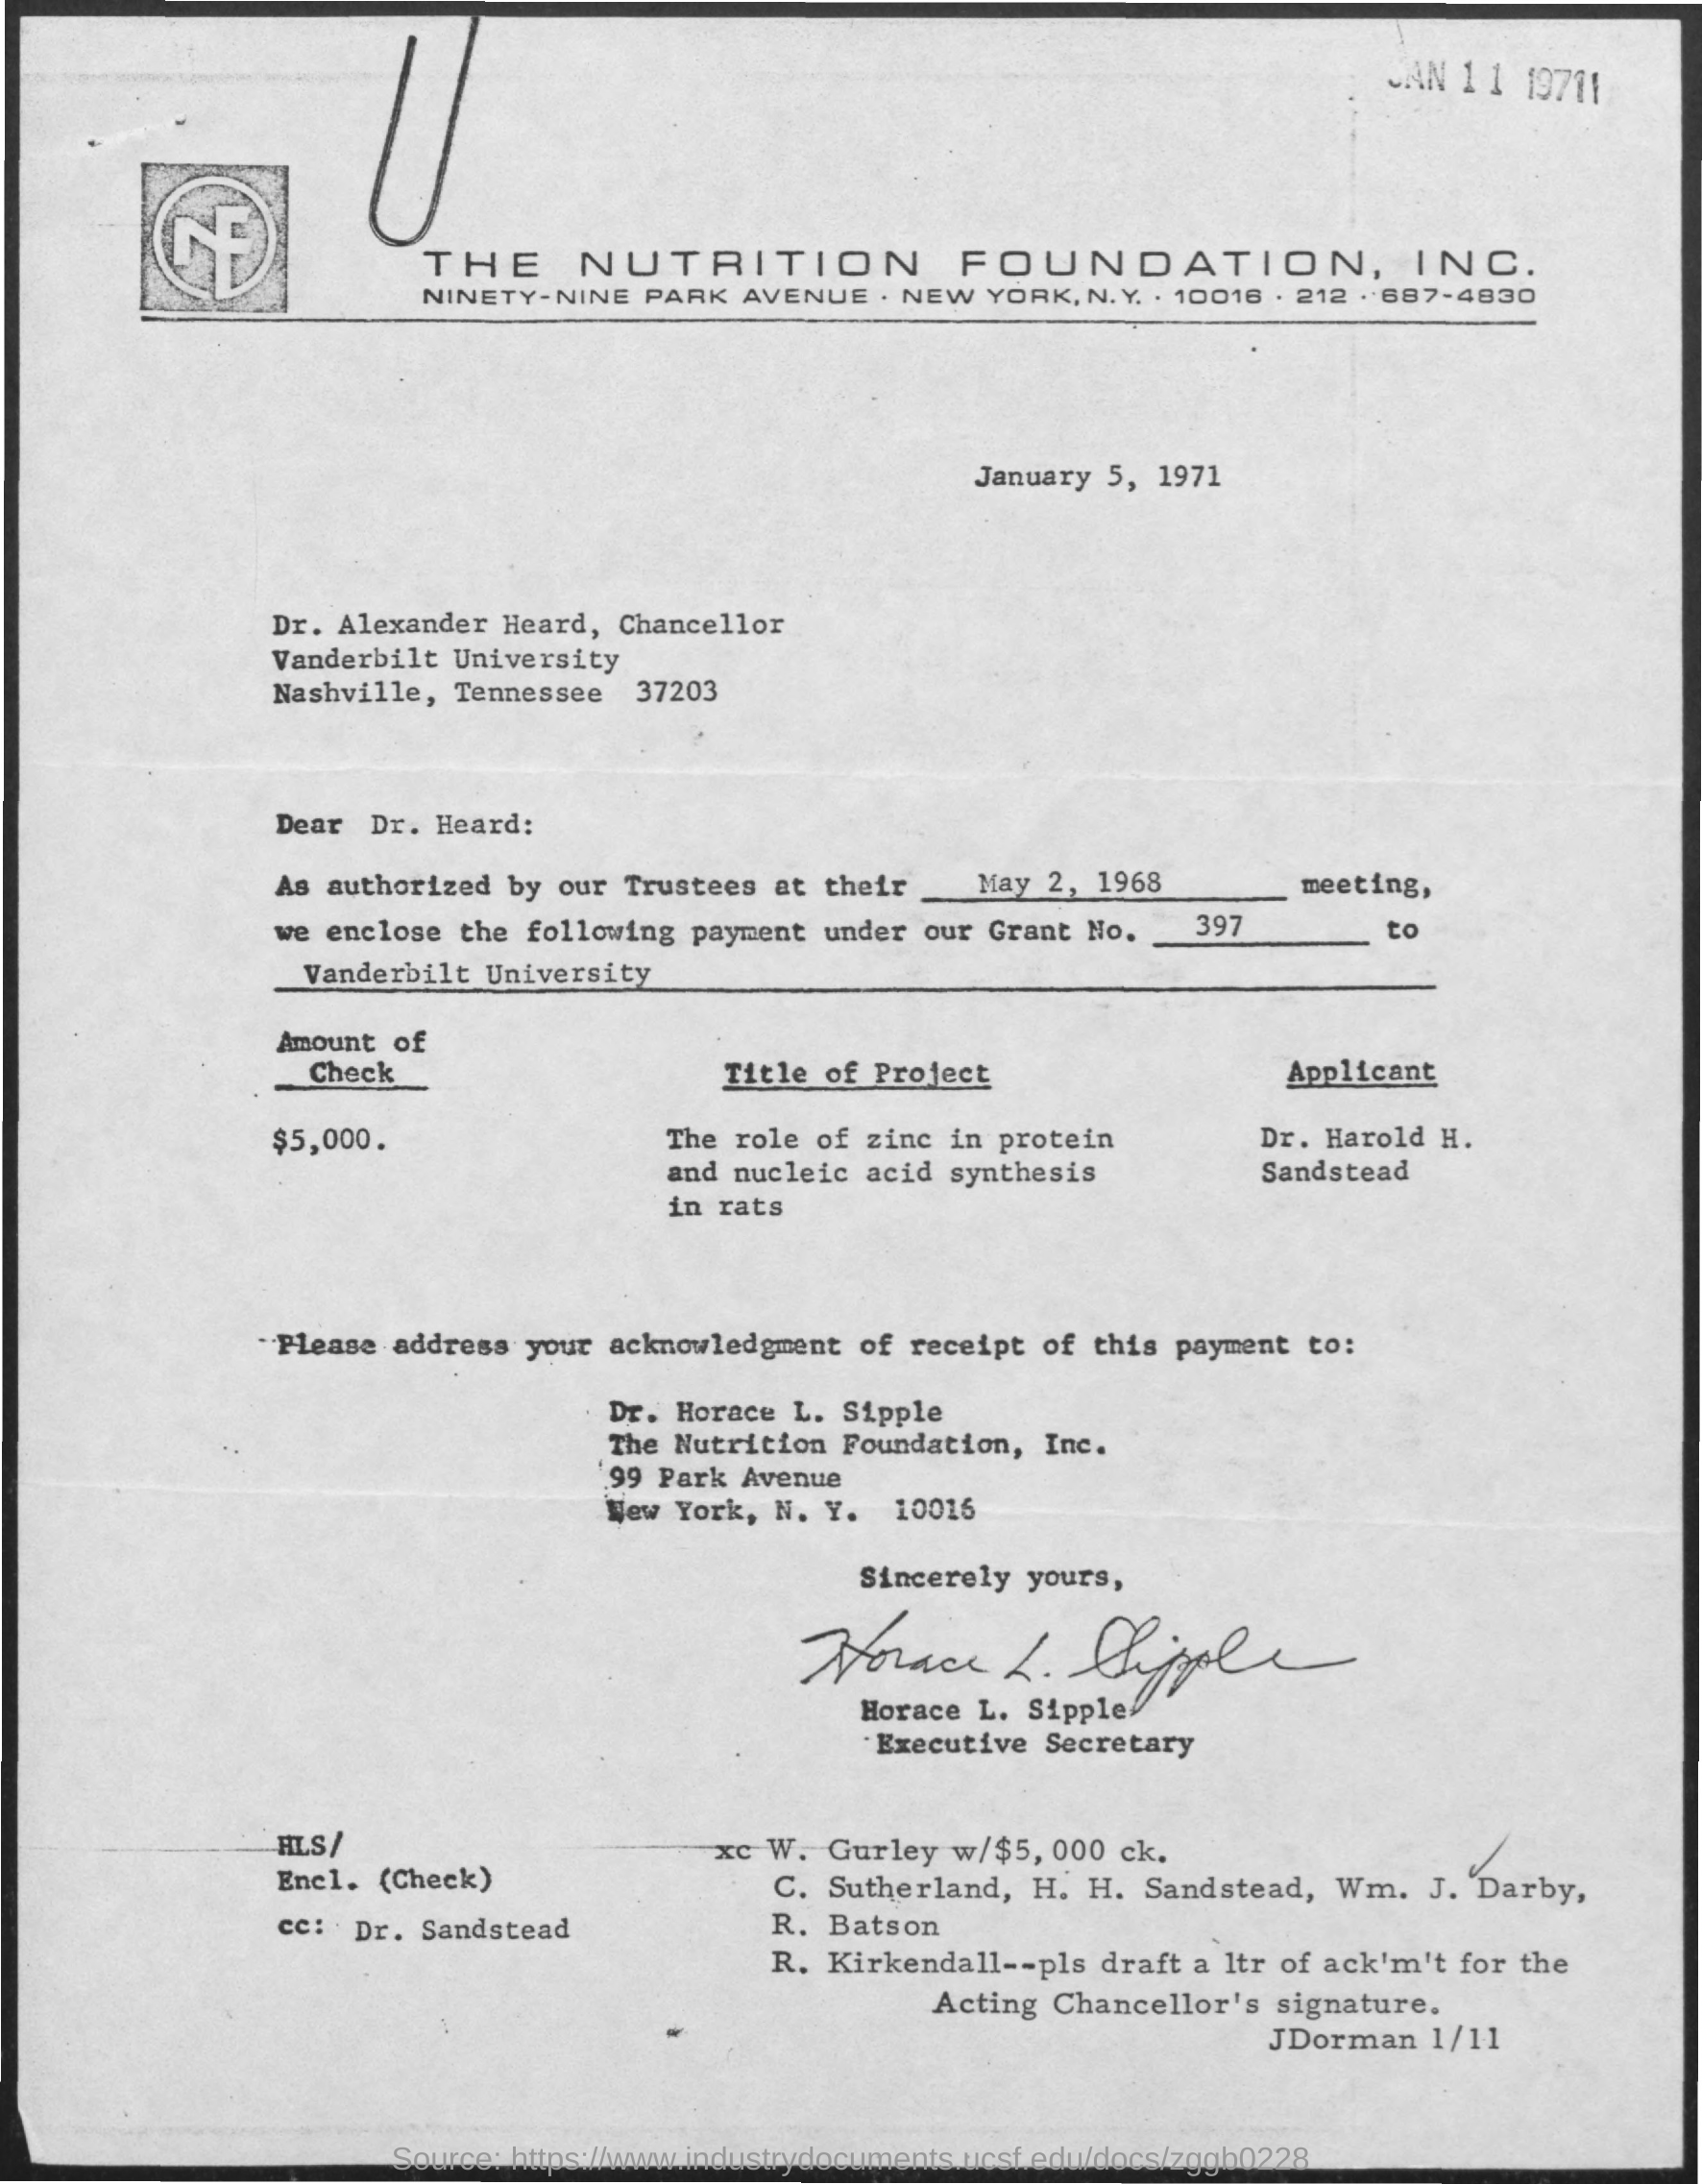 JAN 11 1971
NF
THE NUTRITION FOUNDATION, INC.
NINETY-NINE PARK AVENUE · NEW YORK, N.Y. · 10016 · 212 · 687-4830
January 5, 1971
Dr. Alexander Heard, Chancellor
Vanderbilt University
Nashville, Tennessee 37203
Dear Dr. Heard:
As authorized by our Trustees at their May 2, 1968 meeting,
we enclose the following payment under our Grant No. 397 to
Vanderbilt University
Amount of
Check Title of Project Applicant
$5,000. The role of zinc in protein Dr. Harold H.
and nucleic acid synthesis Sandstead
in rats
Please address your acknowledgment of receipt of this payment to:
Dr. Horace L. Sipple
The Nutrition Foundation, Inc.
99 Park Avenue
New York, N. Y. 10016
Sincerely yours,
Horace L. Sipple
Horace L. Sipple
Executive Secretary
HLS/
Encl. (Check)
cc: Dr. Sandstead
xc W. Gurley w/$5,000 ck.
C. Sutherland, H. H. Sandstead, Wm. J. Darby,
R. Batson
R. Kirkendall--pls draft a ltr of ack'm't for the
Acting Chancellor's signature.
JDorman 1/11
Source: https://www.industrydocuments.ucsf.edu/docs/zggb0228